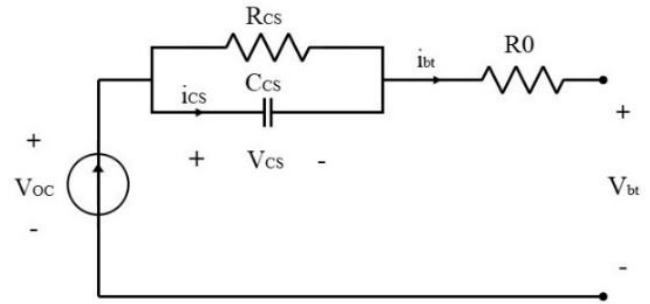 RCS
R0
ibt
CCS
iCS
+ VCS -
+
VOC
-
+
Vbt
-